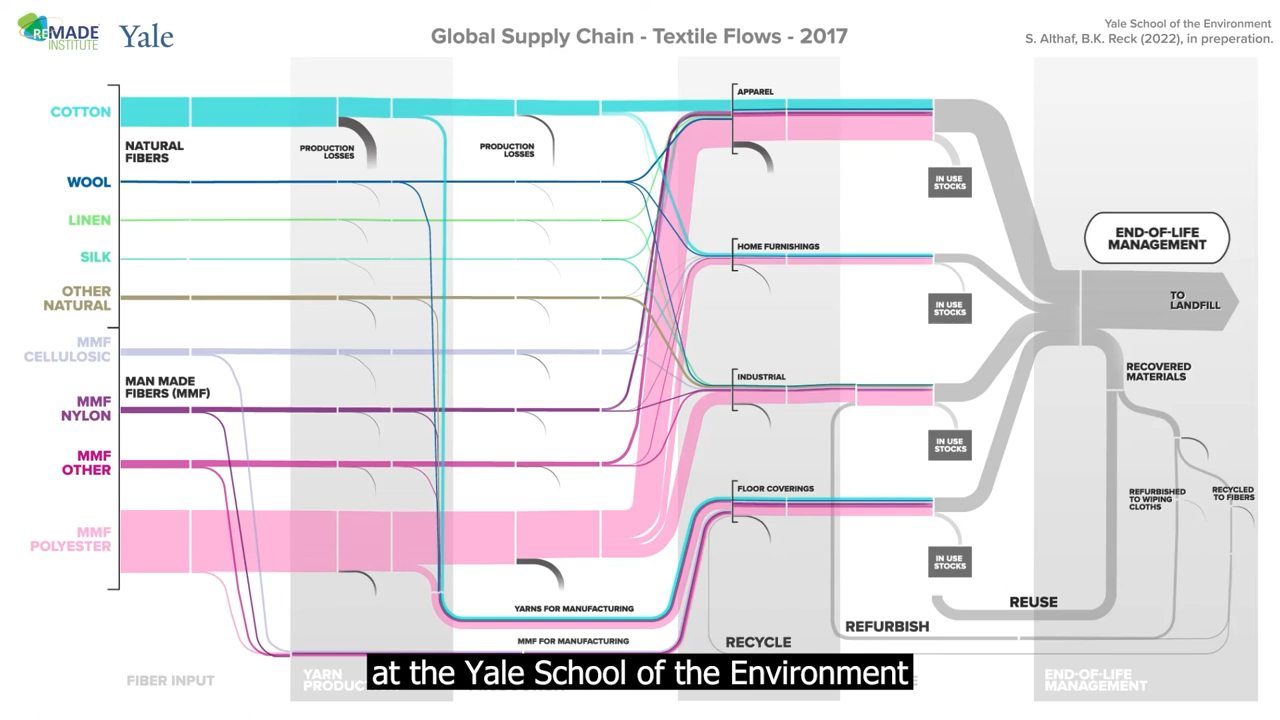 REMADE
INSTITUTE
Yale
Global Supply Chain - Textile Flows - 2017
Yale School of the Environment
S. Althaf, B.K. Reck (2022), in preperation.
COTTON
NATURAL
FIBERS
WOOL
LINEN
SILK
OTHER
NATURAL
MMF
CELLULOSIC
MAN MADE
FIBERS (MMF)
MMF
NYLON
MMF
OTHER
MMF
POLYESTER
PRODUCTION
LOSSES
PRODUCTION
LOSSES
APPAREL
HOME FURNISHINGS
INDUSTRIAL
FLOOR COVERINGS
IN USE
STOCKS
IN USE
STOCKS
IN USE
STOCKS
IN USE
STOCKS
END-OF-LIFE
MANAGEMENT
TO
LANDFILL
RECOVERED
MATERIALS
REFURBISHED
TO WIPING
CLOTHS
RECYCLED
TO FIBERS
YARNS FOR MANUFACTURING
MMF FOR MANUFACTURING
REUSE
REFURBISH
RECYCLE
FIBER INPUT
YARN
END-OF-LIFE
MANAGEMENT
at the Yale School of the Environment